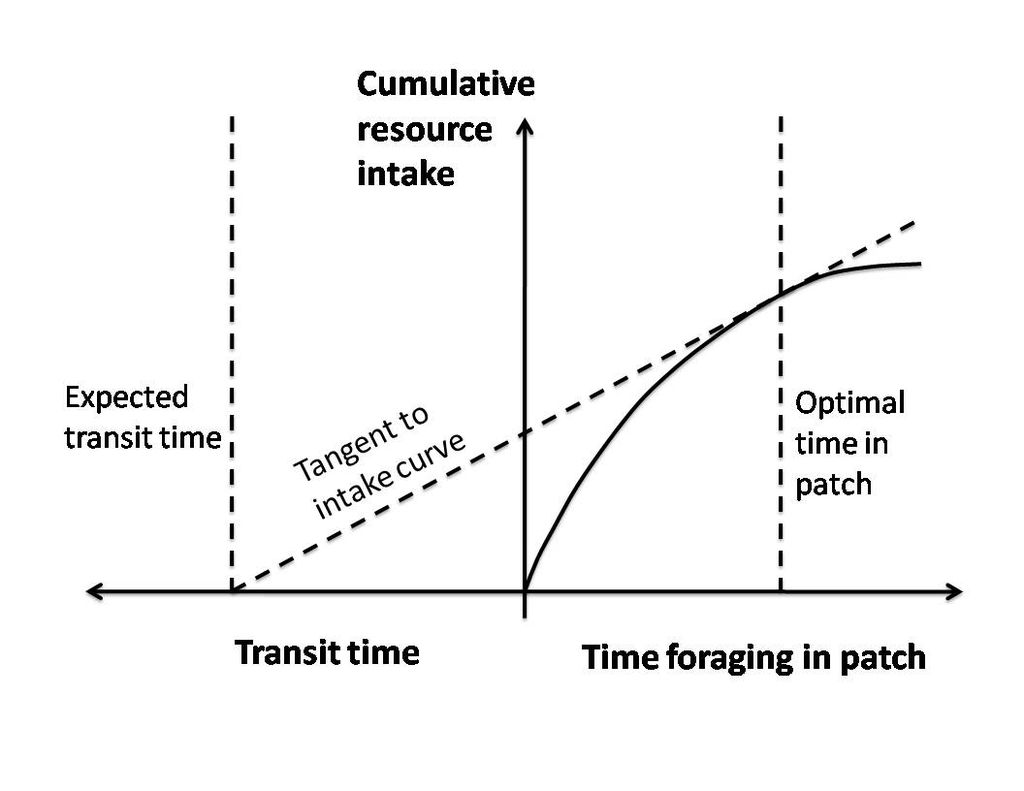 Cumulative
resource
intake
Expected
transit time
Tangent to
intake curve
Optimal
time in
patch
Transit time
Time foraging in patch